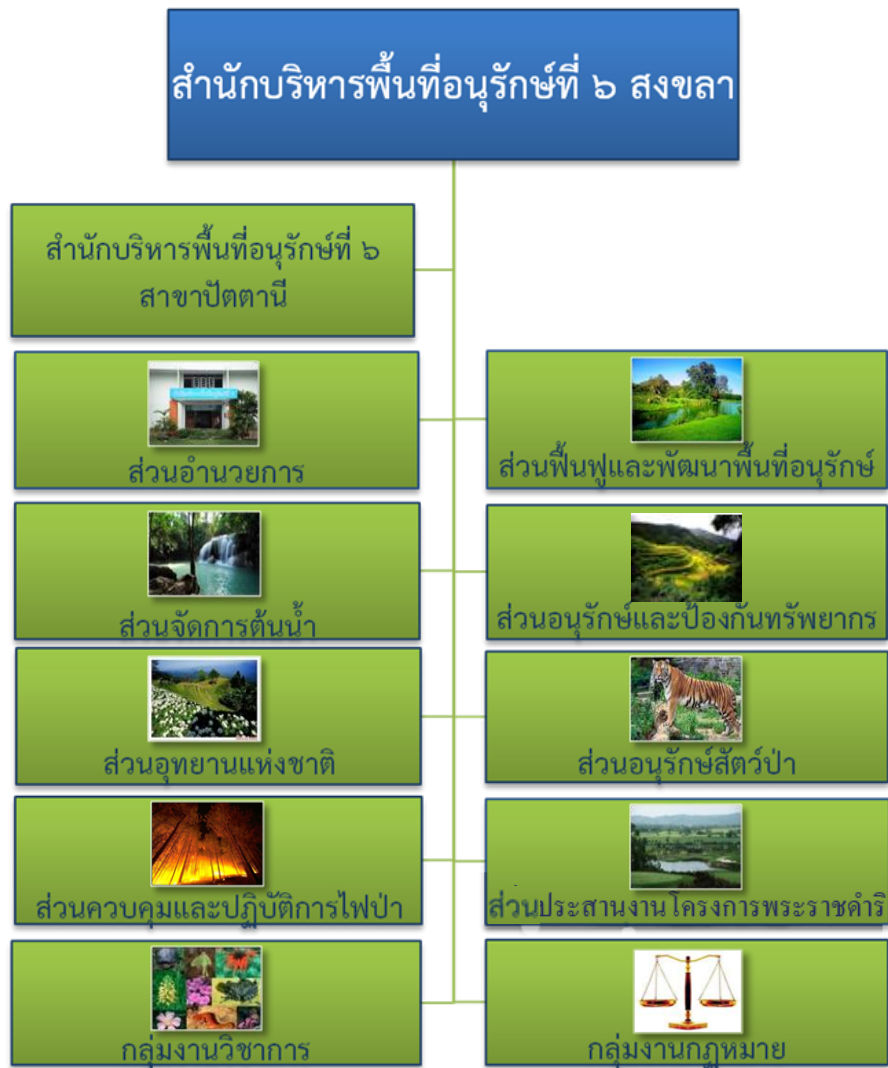 สำนักบริหารพื้นที่อนุรักษ์ที่ ๖ สงขลา
สำนักบริหารพื้นที่อนุรักษ์ที่ ๖
สาขาปัตตานี
ส่วนอำนวยการ
ส่วนฟื้นฟูและพัฒนาพื้นที่อนุรักษ์
ส่วนจัดการต้นน้ำ
ส่วนอนุรักษ์และป้องกันทรัพยากร
ส่วนอุทยานแห่งชาติ
ส่วนอนุรักษ์สัตว์ป่า
ส่วนควบคุมและปฏิบัติการไฟป่า
ส่วนประสานงานโครงการพระราชดำริ
กลุ่มงานวิชาการ
กลุ่มงานกฎหมาย